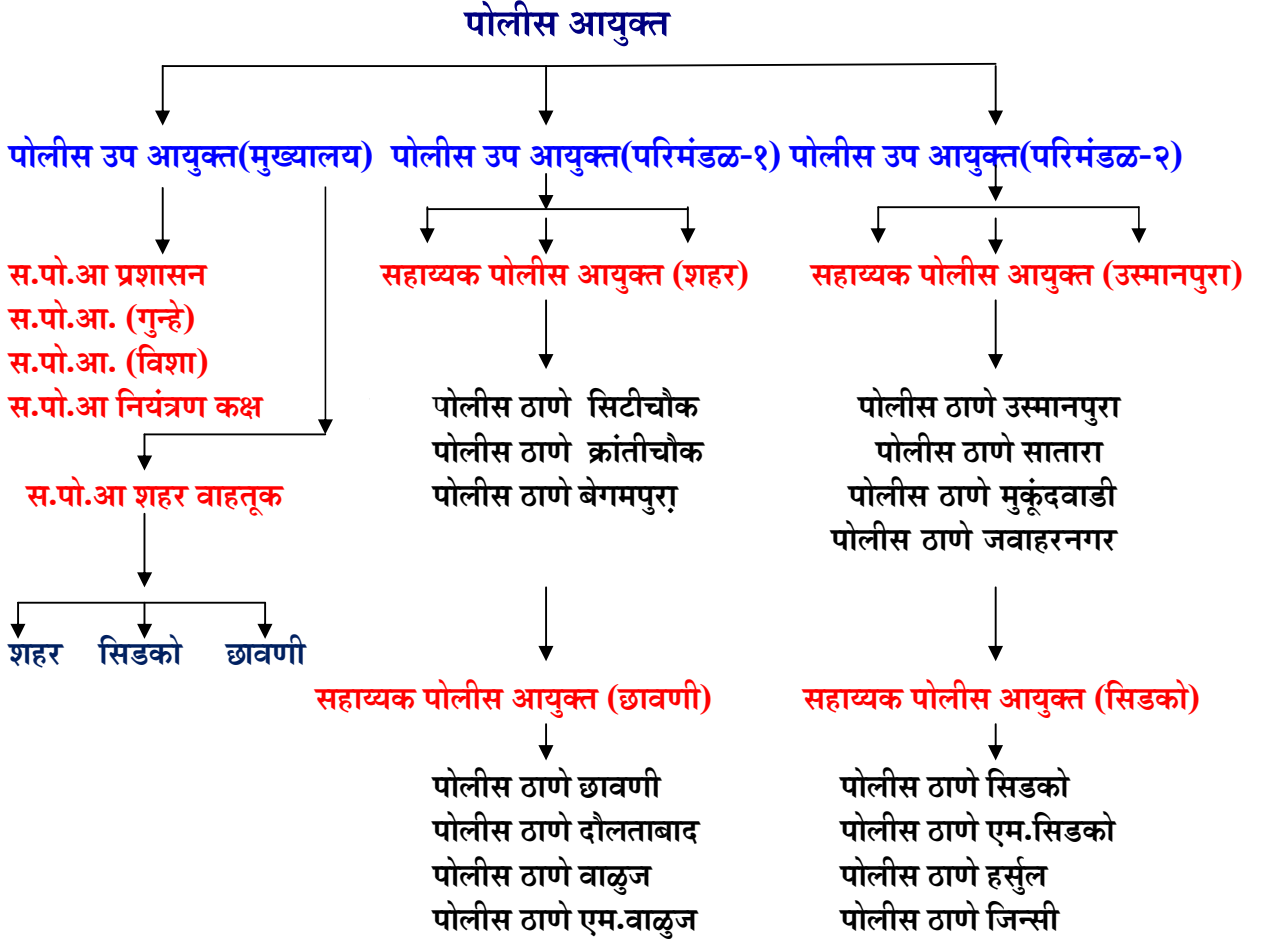 पोलीस आयुक्त
पोलीस उप आयुक्त(मुख्यालय) पोलीस उप आयुक्त(परिमंडळ-१) पोलीस उप आयुक्त(परिमंडळ-२)
स.पो.आ प्रशासन
स.पो.आ. (गुन्हे)
स.पो.आ. (विशा)
स.पो.आ नियंत्रण कक्ष
स.पो.आ शहर वाहतूक
शहर सिडको छावणी
सहाय्यक पोलीस आयुक्त (शहर)
पोलीस ठाणे सिटीचौक
पोलीस ठाणे क्रांतीचौक
पोलीस ठाणे बेगमपुरा़
सहाय्यक पोलीस आयुक्त (छावणी)
पोलीस ठाणे छावणी
पोलीस ठाणे दौलताबाद
पोलीस ठाणे वाळुज
पोलीस ठाणे एम.वाळुज
सहाय्यक पोलीस आयुक्त (उस्मानपुरा)
पोलीस ठाणे उस्मानपुरा
पोलीस ठाणे सातारा
पोलीस ठाणे मुकूंदवाडी
पोलीस ठाणे जवाहरनगर
सहाय्यक पोलीस आयुक्त (सिडको)
पोलीस ठाणे सिडको
पोलीस ठाणे एम.सिडको
पोलीस ठाणे हर्सुल
पोलीस ठाणे जिन्सी